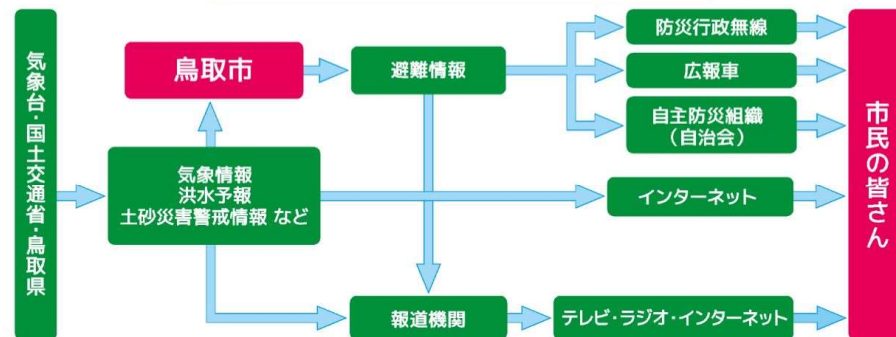 気象台・国土交通省・鳥取県
鳥取市
気象情報
洪水予報
土砂災害警戒情報 など
避難情報
報道機関
防災行政無線
広報車
自主防災組織
（自治会）
インターネット
テレビ・ラジオ・インターネット
市民の皆さん